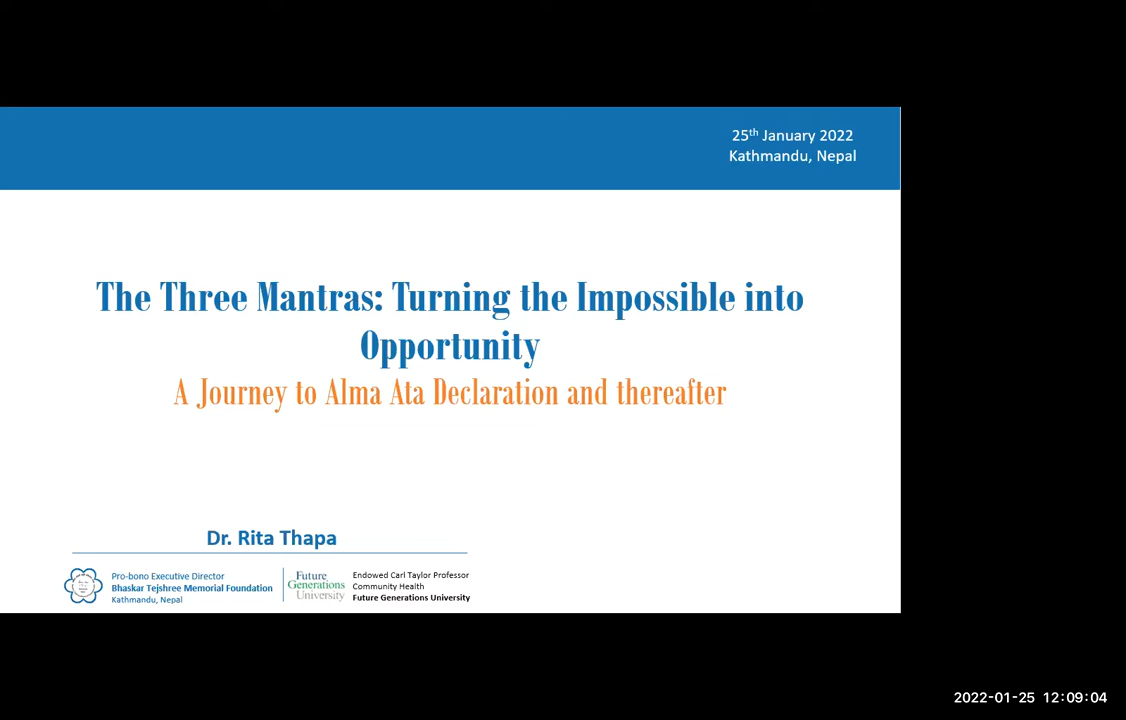 25th January 2022
Kathmandu, Nepal
The Three Mantras: Turning the Impossible into
Opportunity
A Journey to Alma Ata Declaration and thereafter
Dr. Rita Thapa
Pro-bono Executive Director
Bhaskar Tejshree Memorial Foundation
Kathmandu, Nepal
Future
Generations
University
Endowed Carl Taylor Professor
Community Health
Future Generations University
2022-01-25 12:09:04